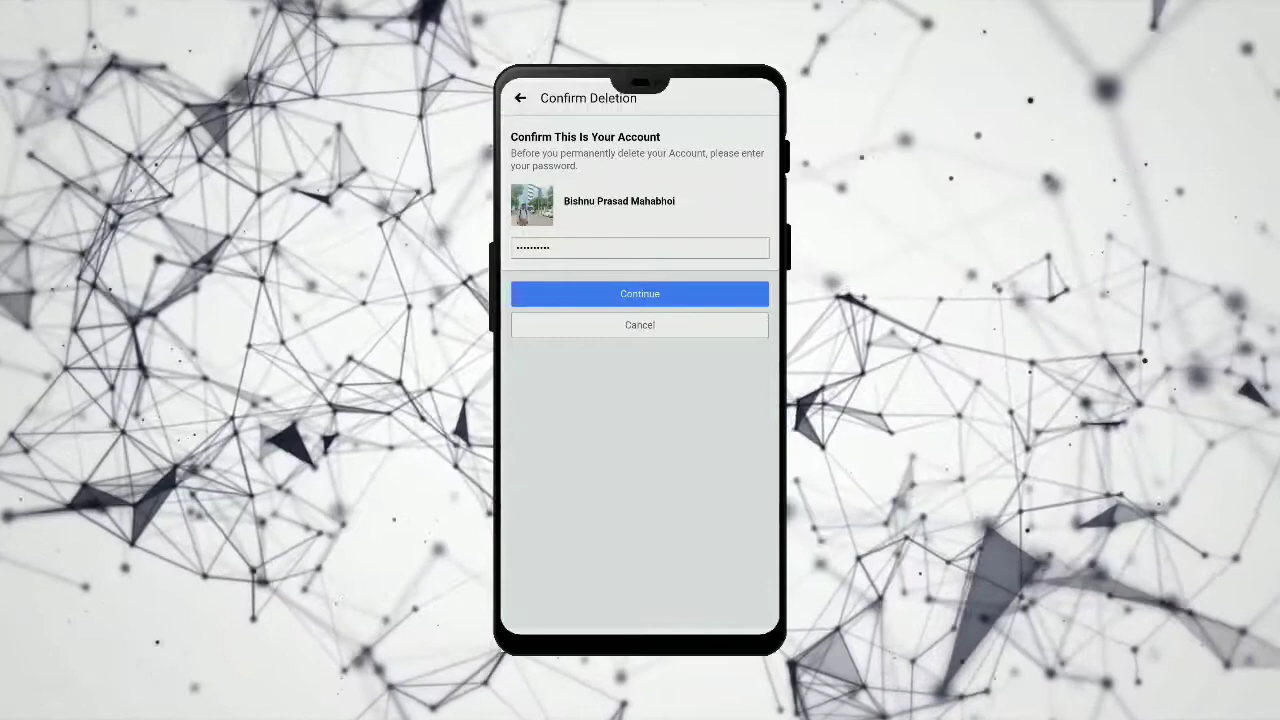 Confirm Deletion
Confirm This Is Your Account
Before you permanently delete your Account, please enter
your password.
Bishnu Prasad Mahabhoi
••••••••••
Continue
Cancel